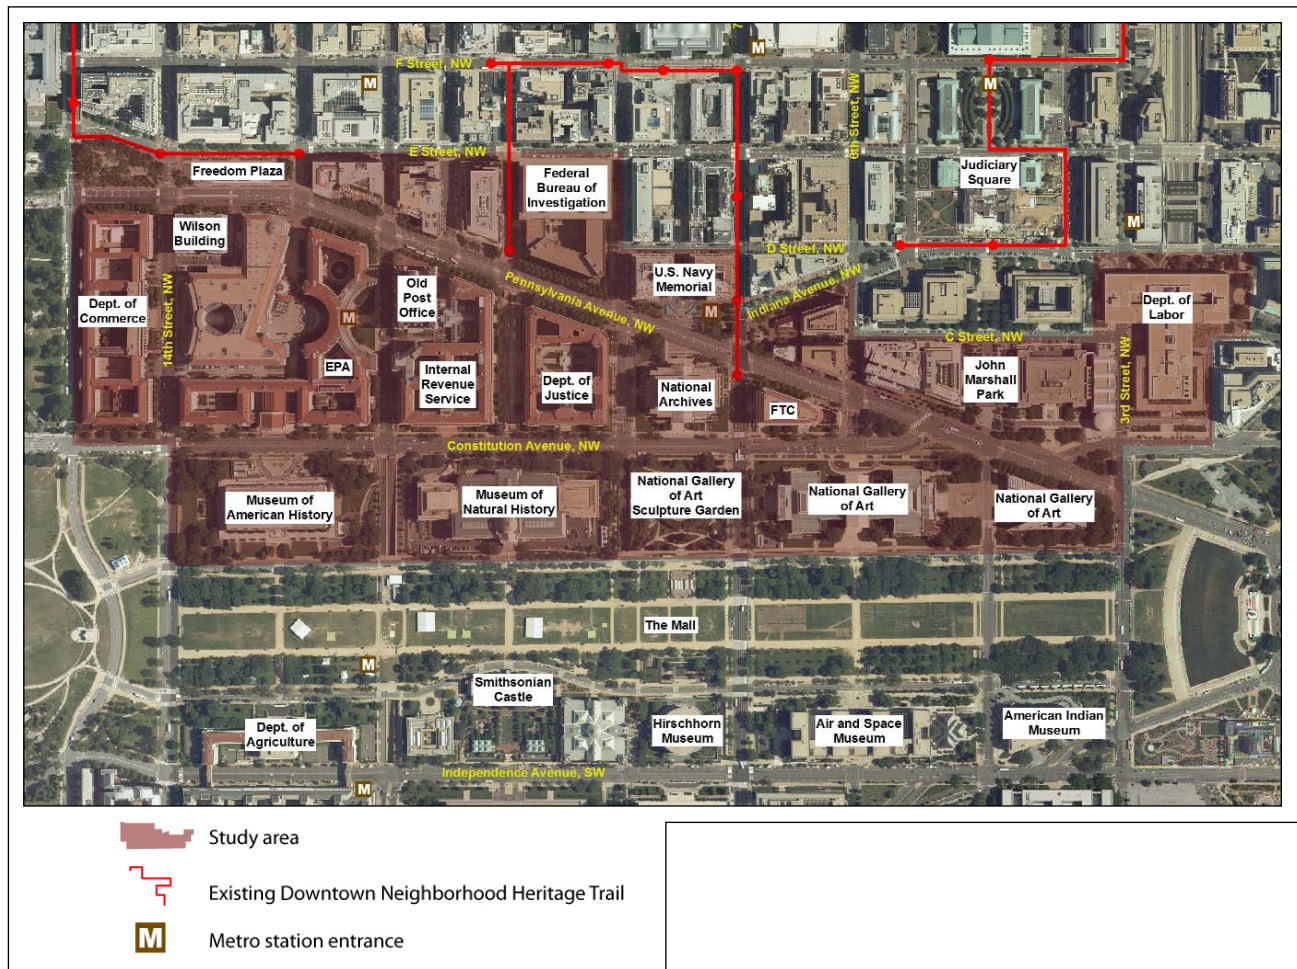 7
M
F Street, NW
M
M
6th Street, NW
E Street, NW
Freedom Plaza
Federal
Bureau of
Investigation
Judiciary
Square
Wilson
Building
M
D Street, NW
U.S. Navy
Memorial
Old
Post
Office
Pennsylvania Avenue, NW
Indiana Avenue, NW
Dept. of
Commerce
14th Street, NW
M
M
Dept. of
Labor
C Street, NW
EPA
Internal
Revenue
Service
Dept. of
Justice
National
Archives
FTC
John
Marshall
Park
3rd Street, NW
Constitution Avenue, NW
Museum of
American History
Museum of
Natural History
National Gallery
of Art
Sculpture Garden
National Gallery
of Art
National Gallery
of Art
The Mall
M
Smithsonian
Castle
Dept. of
Agriculture
Hirschhorn
Museum
Air and Space
Museum
American Indian
Museum
Independence Avenue, SW
M
Study area
Existing Downtown Neighborhood Heritage Trail
M
Metro station entrance